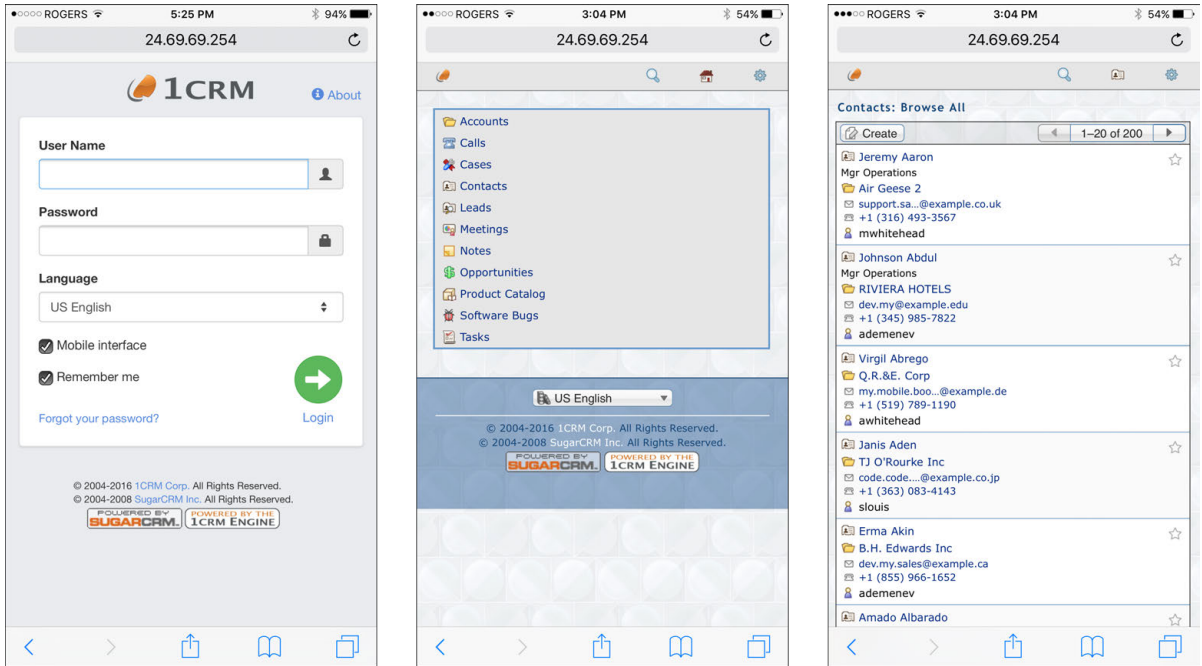 ROGERS 5:25 PM 94%
24.69.69.254
1CRM
About
User Name
Password
Language
US English
Mobile interface
Remember me
Forgot your password?
Login
© 2004-2016 1CRM Corp. All Rights Reserved.
© 2004-2008 SugarCRM Inc. All Rights Reserved.
POWERED BY
SUGARCRM.
POWERED BY THE
1CRM ENGINE
ROGERS 3:04 PM 54%
24.69.69.254
Accounts
Calls
Cases
Contacts
Leads
Meetings
Notes
Opportunities
Product Catalog
Software Bugs
Tasks
US English
© 2004-2016 1CRM Corp. All Rights Reserved.
© 2004-2008 SugarCRM Inc. All Rights Reserved.
POWERED BY
SUGARCRM.
POWERED BY THE
1CRM ENGINE
ROGERS 3:04 PM 54%
24.69.69.254
Contacts: Browse All
Create 1–20 of 200
Jeremy Aaron
Mgr Operations
Air Geese 2
support.sa...@example.co.uk
+1 (316) 493-3567
mwhitehead
Johnson Abdul
Mgr Operations
RIVIERA HOTELS
dev.my@example.edu
+1 (345) 985-7822
ademenev
Virgil Abrego
Q.R.&E. Corp
my.mobile.boo...@example.de
+1 (519) 789-1190
awhitehead
Janis Aden
TJ O'Rourke Inc
code.code....@example.co.jp
+1 (363) 083-4143
slouis
Erma Akin
B.H. Edwards Inc
dev.my.sales@example.ca
+1 (855) 966-1652
ademenev
Amado Albarado